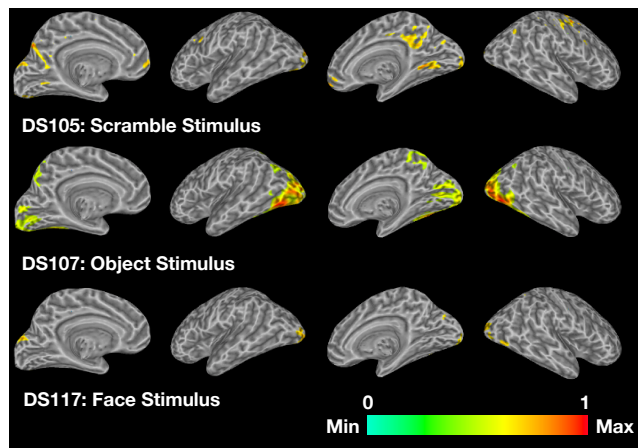 DS105: Scramble Stimulus
DS107: Object Stimulus
DS117: Face Stimulus
0 1
Min Max